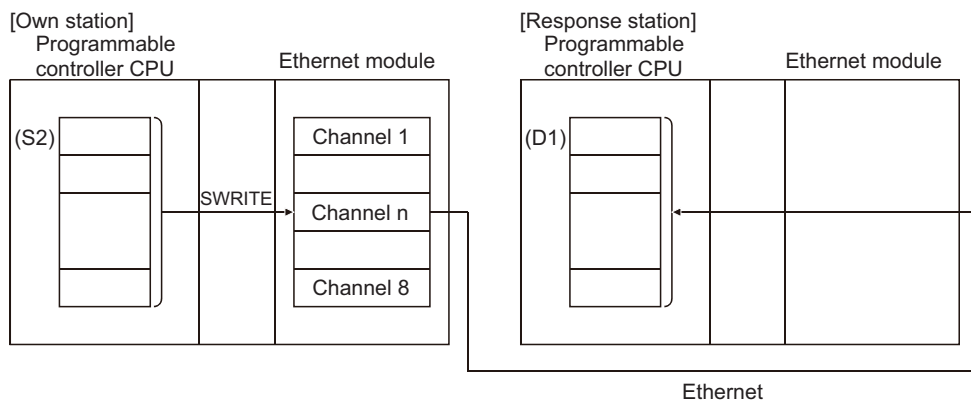 [Own station]
Programmable
controller CPU
Ethernet module
(S2)
SWRITE
Channel 1
Channel n
Channel 8
[Response station]
Programmable
controller CPU
Ethernet module
(D1)
Ethernet